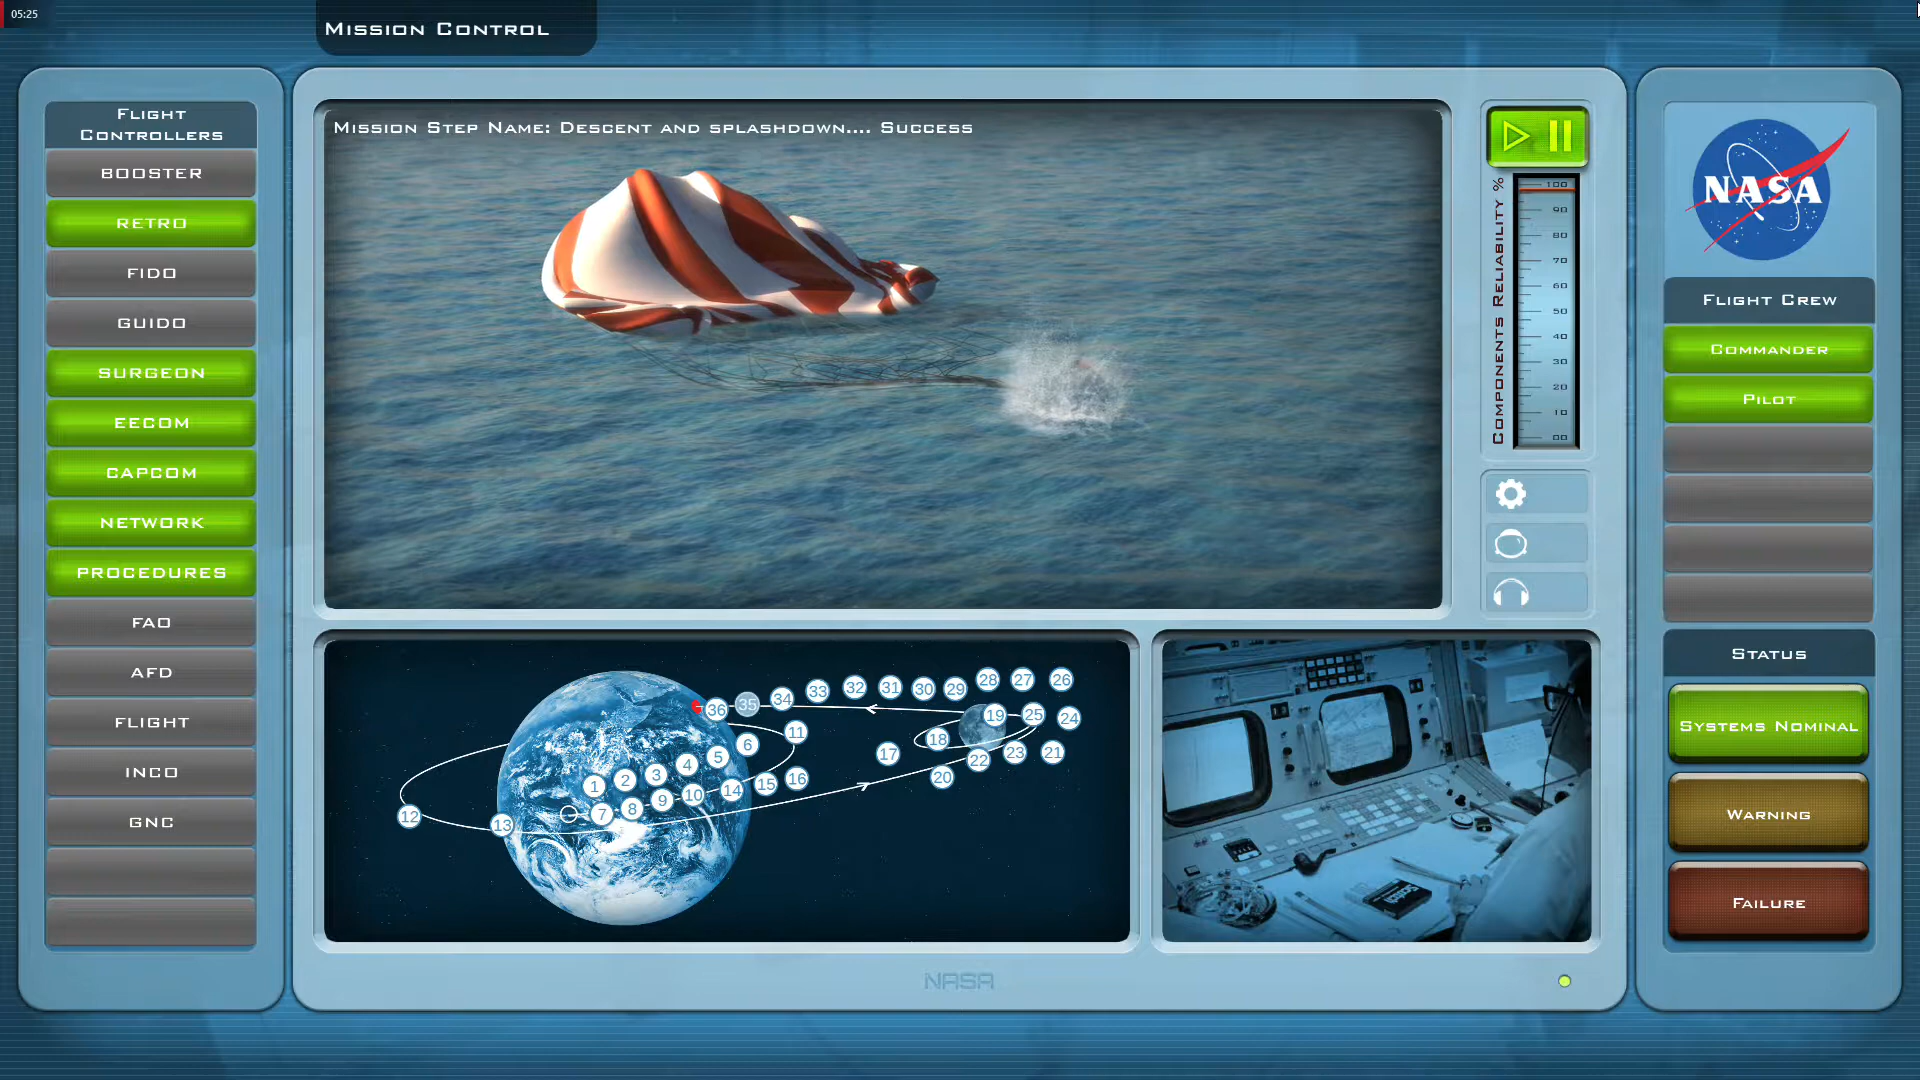 05:25
Mission Control
Flight
Controllers
BOOSTER
RETRO
FIDO
GUIDO
SURGEON
EECOM
CAPCOM
NETWORK
PROCEDURES
FAO
AFD
FLIGHT
INCO
GNC
Mission Step Name: Descent and splashdown.... Success
Components Reliability %
100
90
80
70
60
50
40
30
20
10
00
NASA
Flight Crew
Commander
Pilot
Status
Systems Nominal
Warning
Failure
1
2
3
4
5
6
7
8
9
10
11
12
13
14
15
16
17
18
19
20
21
22
23
24
25
26
27
28
29
30
31
32
33
34
35
36
Scotch
NASA